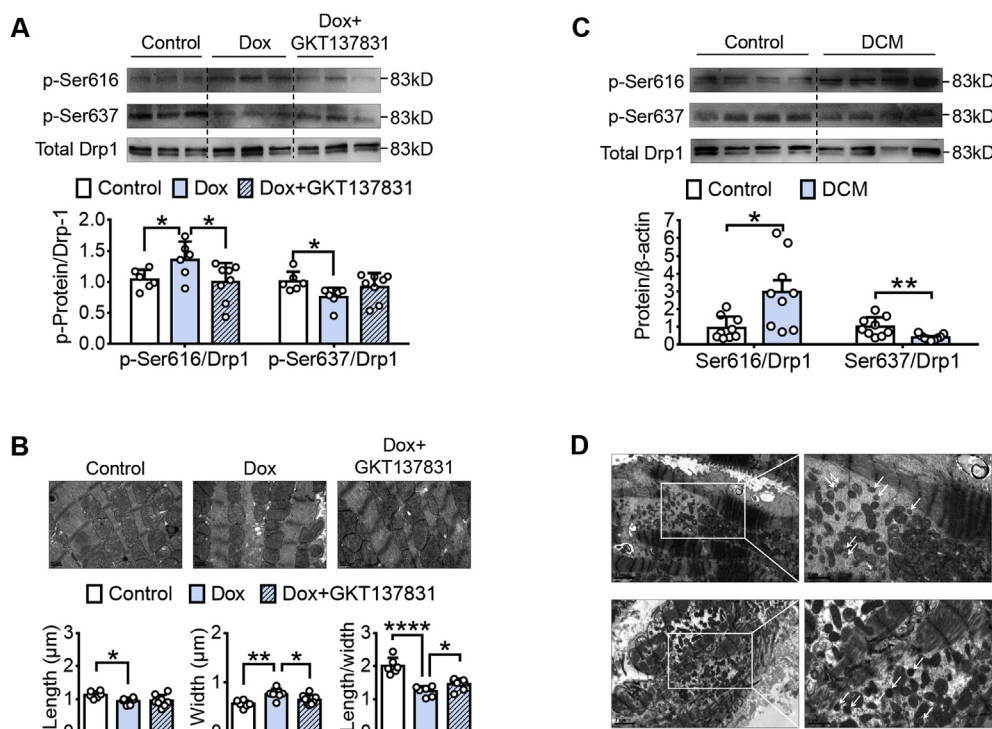 A
Control Dox Dox+
GKT137831
p-Ser616 83kD
p-Ser637 83kD
Total Drp1 83kD
Control Dox Dox+GKT137831
p-Protein/Drp-1
2.0
1.5
1.0
0.5
0.0
* * *
p-Ser616/Drp1 p-Ser637/Drp1
C
Control DCM
p-Ser616 83kD
p-Ser637 83kD
Total Drp1 83kD
Control DCM
Protein/β-actin
7
6
5
4
3
2
1
0
* **
Ser616/Drp1 Ser637/Drp1
B
Control Dox Dox+
GKT137831
Control Dox Dox+GKT137831
Length (μm)
3
2
1
0
*
Width (μm)
2
1
0
** *
Length/width
3
2
1
0
**** *
D